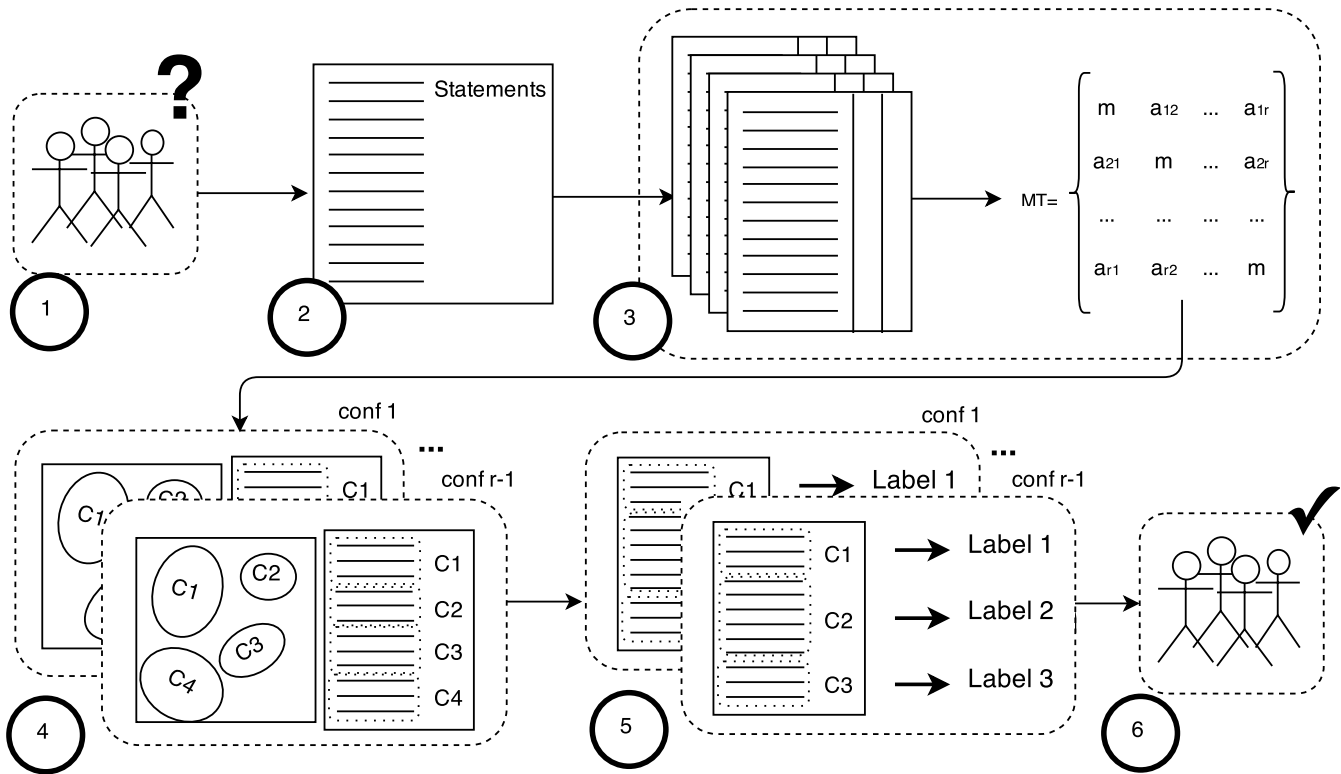 ?
Statements
1
2
3
MT=
m a12 ... a1r
a21 m ... a2r
... ... ... ...
ar1 ar2 ... m
conf 1
...
conf r-1
C1
C2
C1
C1
C2
C3
C4
C1
C2
C3
C4
4
conf 1
...
conf r-1
C1
Label 1
C1
Label 1
C2
Label 2
C3
Label 3
5
6